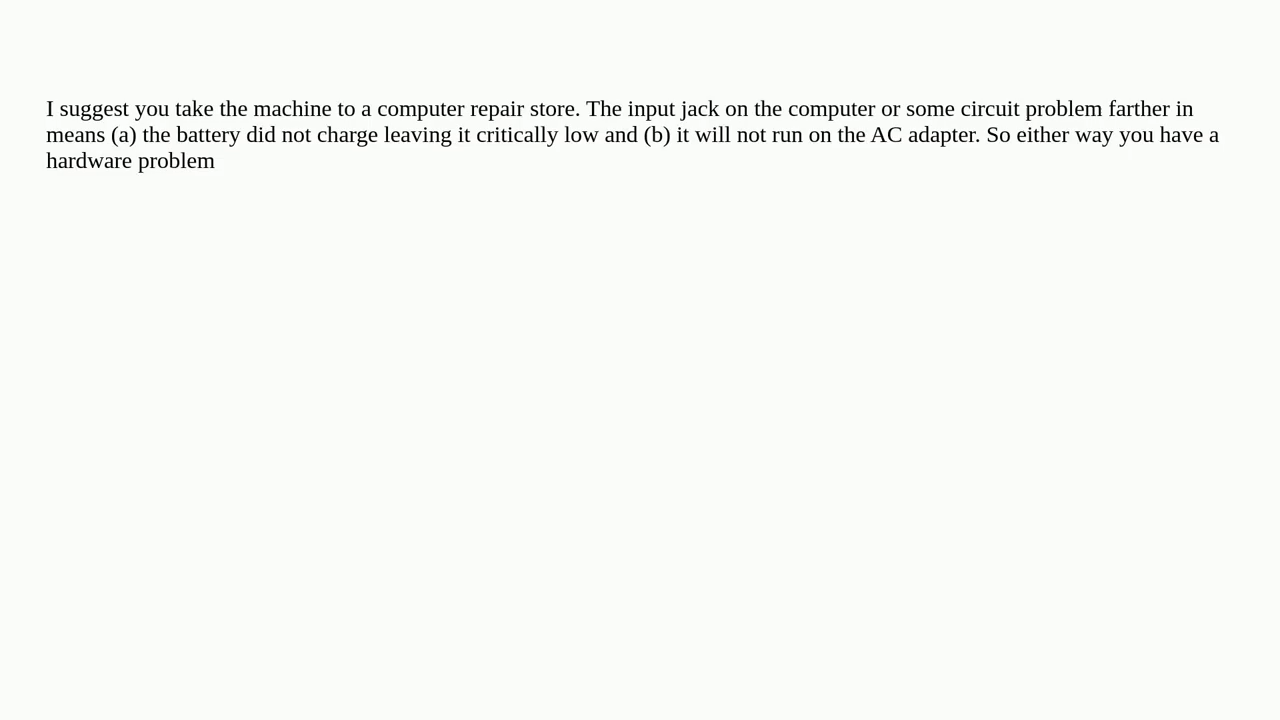 I suggest you take the machine to a computer repair store. The input jack on the computer or some circuit problem farther in
means (a) the battery did not charge leaving it critically low and (b) it will not run on the AC adapter. So either way you have a
hardware problem